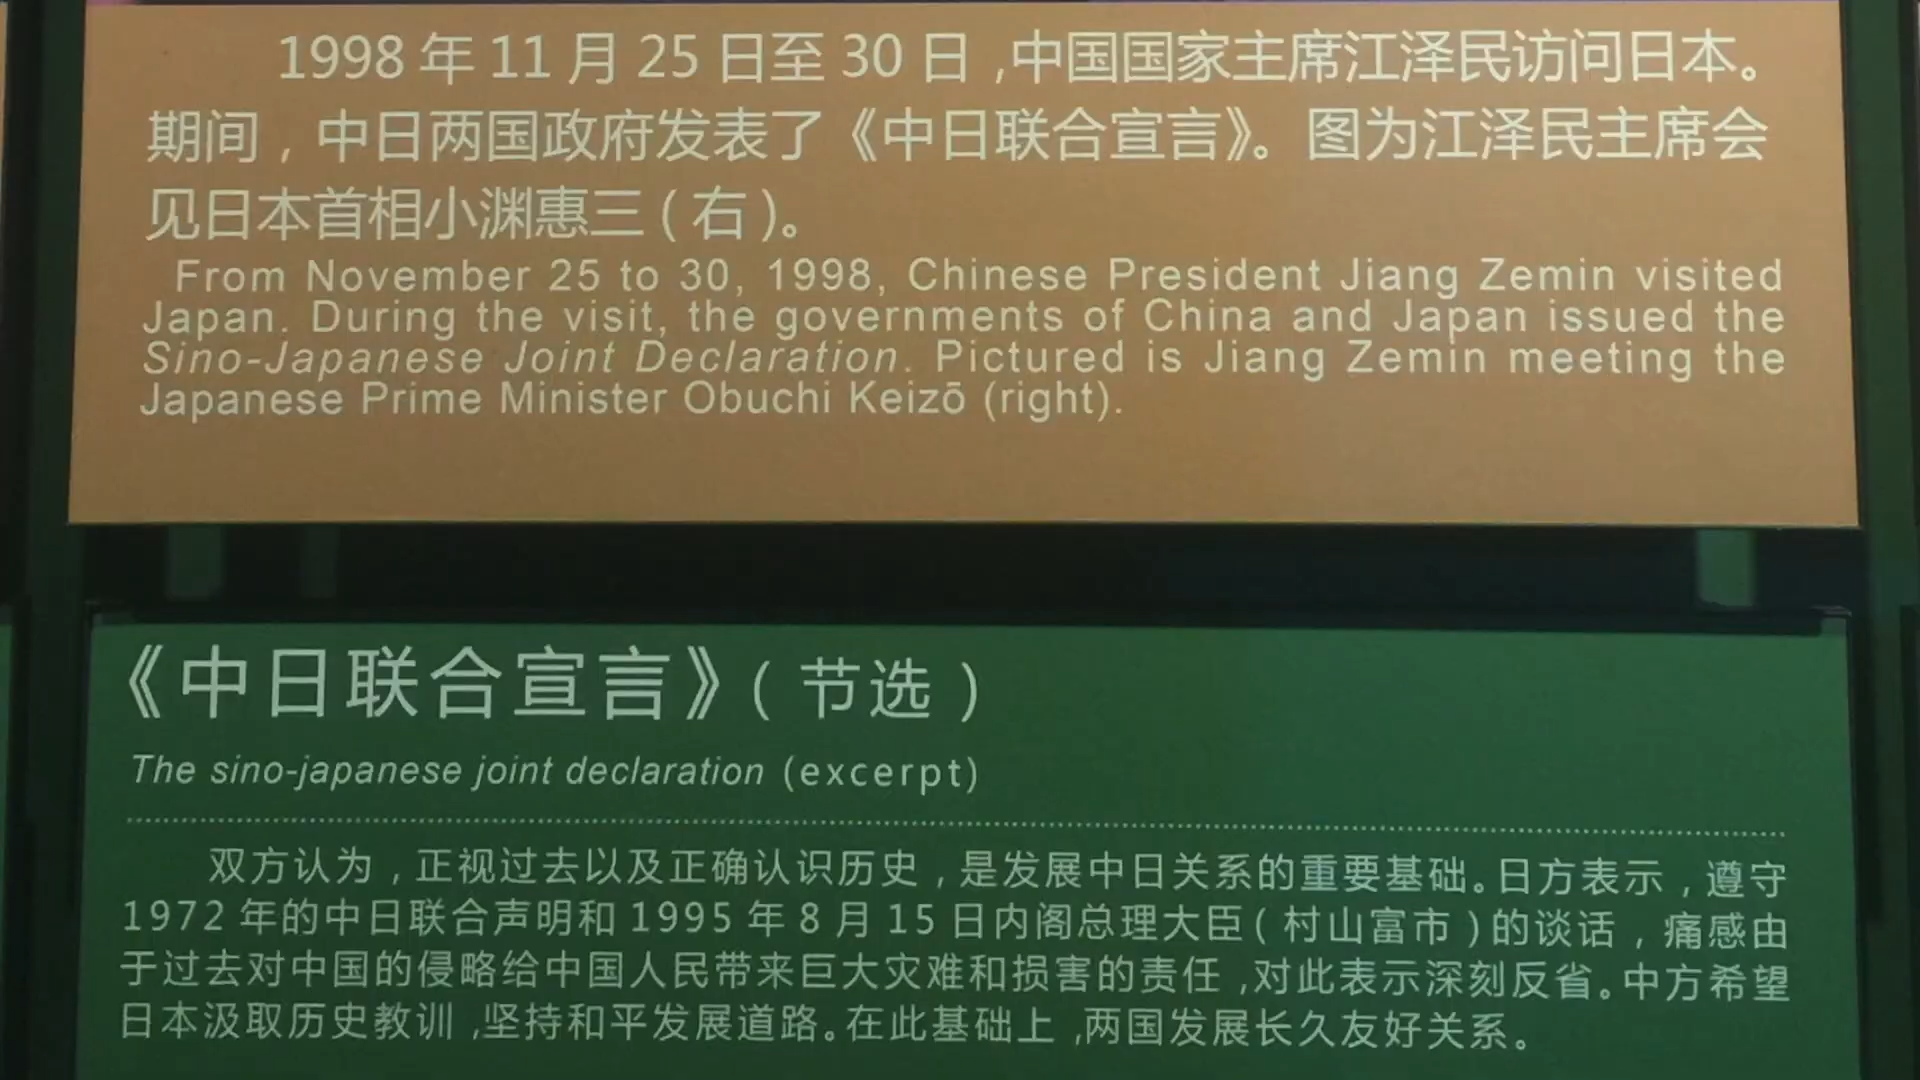 1998 年 11 月 25 日至 30 日，中国国家主席江泽民访问日本。
期间，中日两国政府发表了《中日联合宣言》。图为江泽民主席会
见日本首相小渊惠三（右）。
From November 25 to 30, 1998, Chinese President Jiang Zemin visited
Japan. During the visit, the governments of China and Japan issued the
Sino-Japanese Joint Declaration. Pictured is Jiang Zemin meeting the
Japanese Prime Minister Obuchi Keizō (right).
《中日联合宣言》（节选）
The sino-japanese joint declaration (excerpt)
双方认为，正视过去以及正确认识历史，是发展中日关系的重要基础。日方表示，遵守
1972 年的中日联合声明和 1995 年 8 月 15 日内阁总理大臣（村山富市）的谈话，痛感由
于过去对中国的侵略给中国人民带来巨大灾难和损害的责任，对此表示深刻反省。中方希望
日本汲取历史教训，坚持和平发展道路。在此基础上，两国发展长久友好关系。